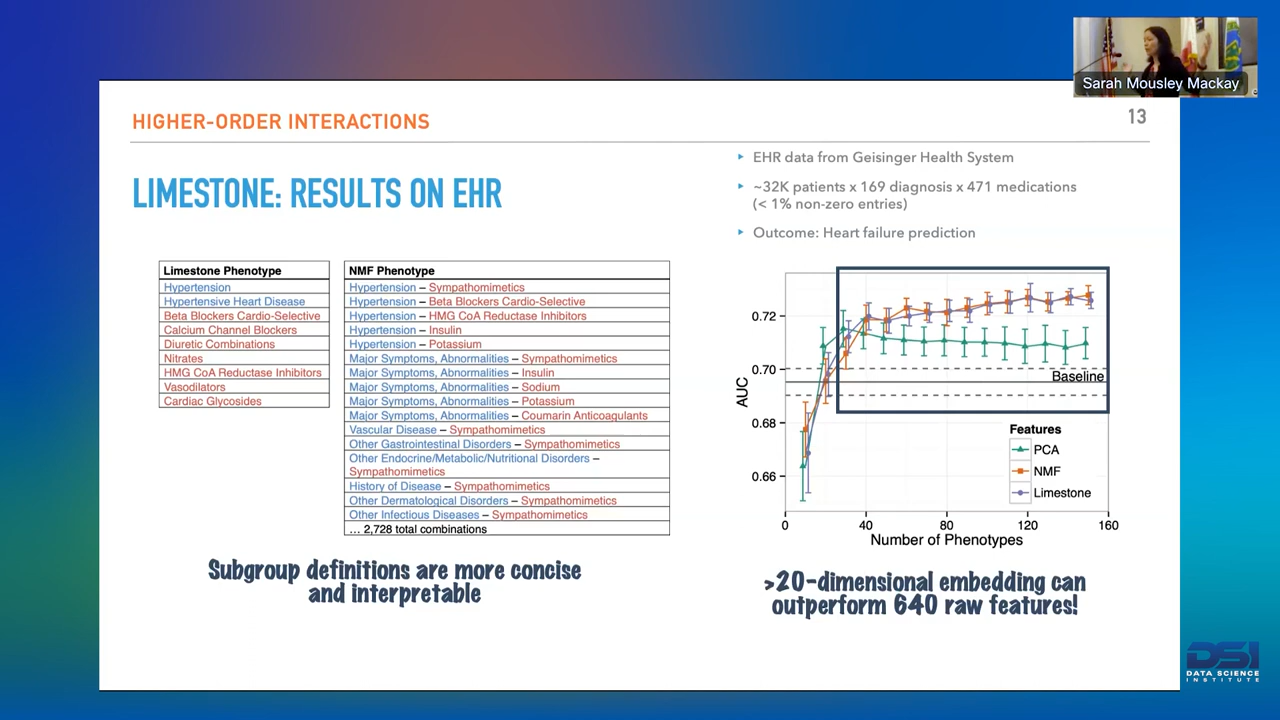 Sarah Mousley Mackay
HIGHER-ORDER INTERACTIONS
13
LIMESTONE: RESULTS ON EHR
‣ EHR data from Geisinger Health System
‣ ~32K patients x 169 diagnosis x 471 medications
(< 1% non-zero entries)
‣ Outcome: Heart failure prediction
Limestone Phenotype
Hypertension
Hypertensive Heart Disease
Beta Blockers Cardio-Selective
Calcium Channel Blockers
Diuretic Combinations
Nitrates
HMG CoA Reductase Inhibitors
Vasodilators
Cardiac Glycosides
NMF Phenotype
Hypertension – Sympathomimetics
Hypertension – Beta Blockers Cardio-Selective
Hypertension – HMG CoA Reductase Inhibitors
Hypertension – Insulin
Hypertension – Potassium
Major Symptoms, Abnormalities – Sympathomimetics
Major Symptoms, Abnormalities – Insulin
Major Symptoms, Abnormalities – Sodium
Major Symptoms, Abnormalities – Potassium
Major Symptoms, Abnormalities – Coumarin Anticoagulants
Vascular Disease – Sympathomimetics
Other Gastrointestinal Disorders – Sympathomimetics
Other Endocrine/Metabolic/Nutritional Disorders –
Sympathomimetics
History of Disease – Sympathomimetics
Other Dermatological Disorders – Sympathomimetics
Other Infectious Diseases – Sympathomimetics
... 2,728 total combinations
Subgroup definitions are more concise
and interpretable
AUC
0.72
0.70
0.68
0.66
Baseline
Features
PCA
NMF
Limestone
0 40 80 120 160
Number of Phenotypes
>20-dimensional embedding can
outperform 640 raw features!
DSI
DATA SCIENCE
INSTITUTE